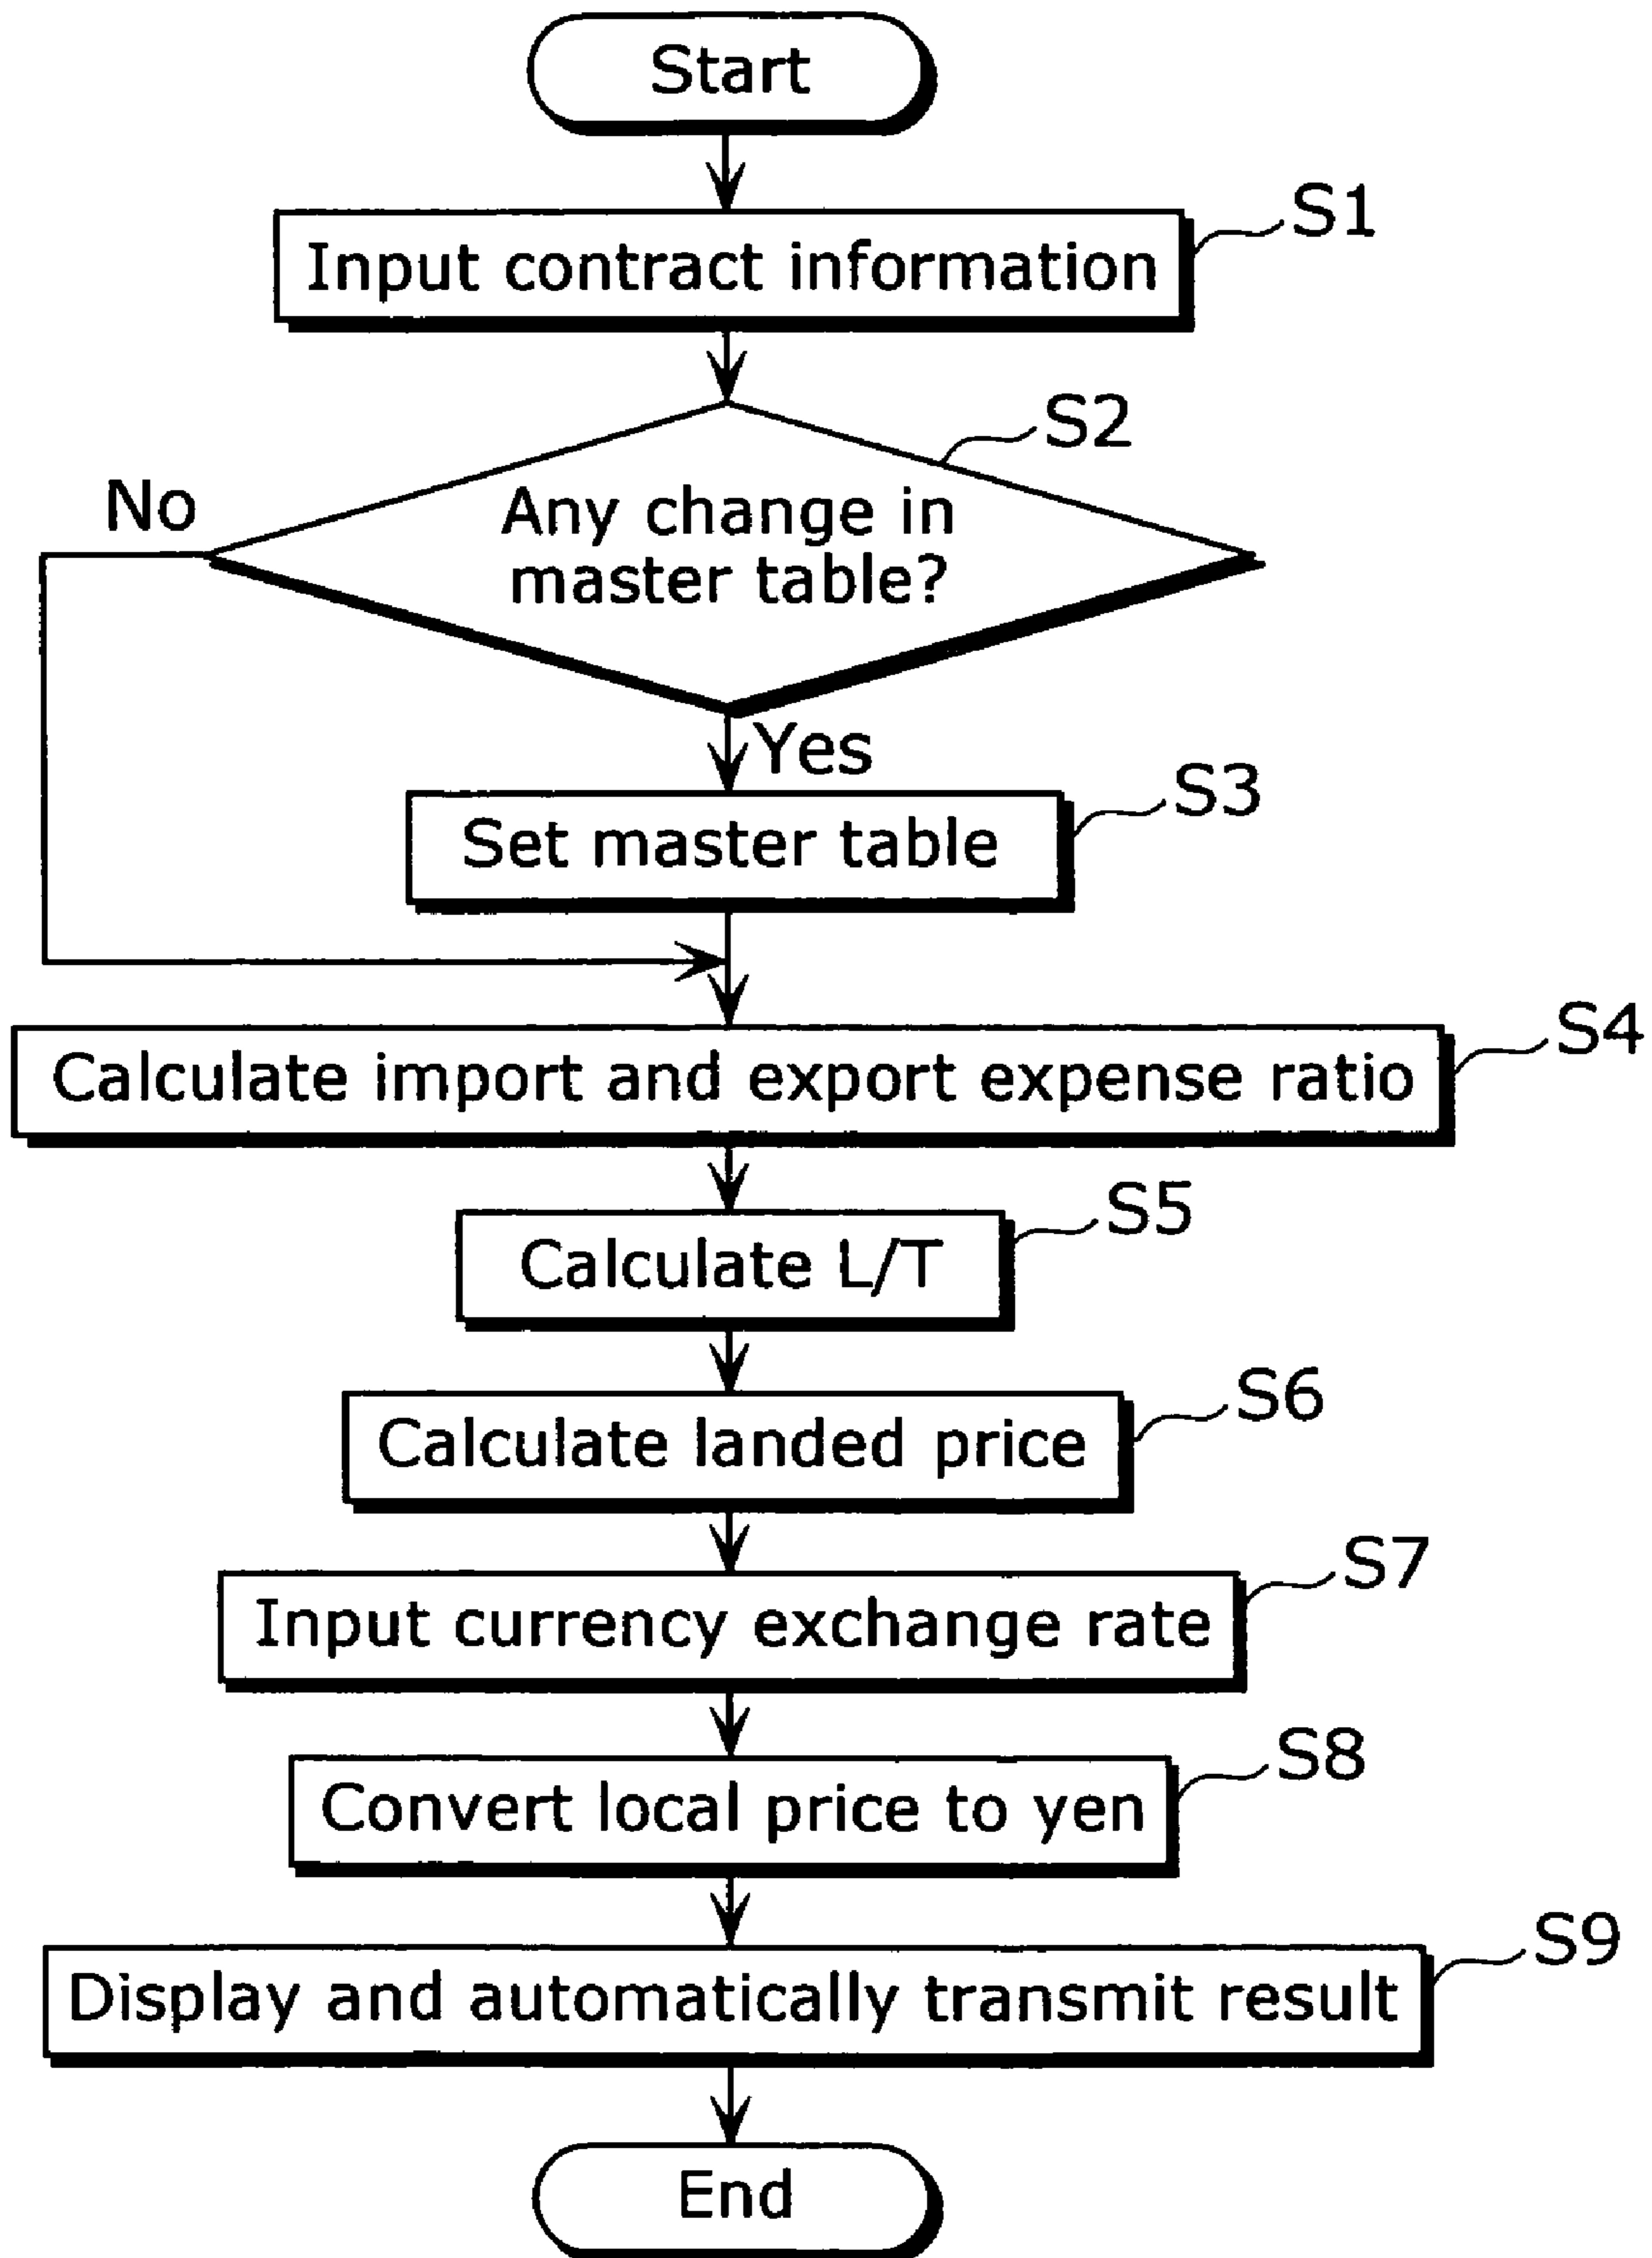 Start
S1
Input contract information
S2
No
Any change in
master table?
Yes
S3
Set master table
S4
Calculate import and export expense ratio
S5
Calculate L/T
S6
Calculate landed price
S7
Input currency exchange rate
S8
Convert local price to yen
S9
Display and automatically transmit result
End